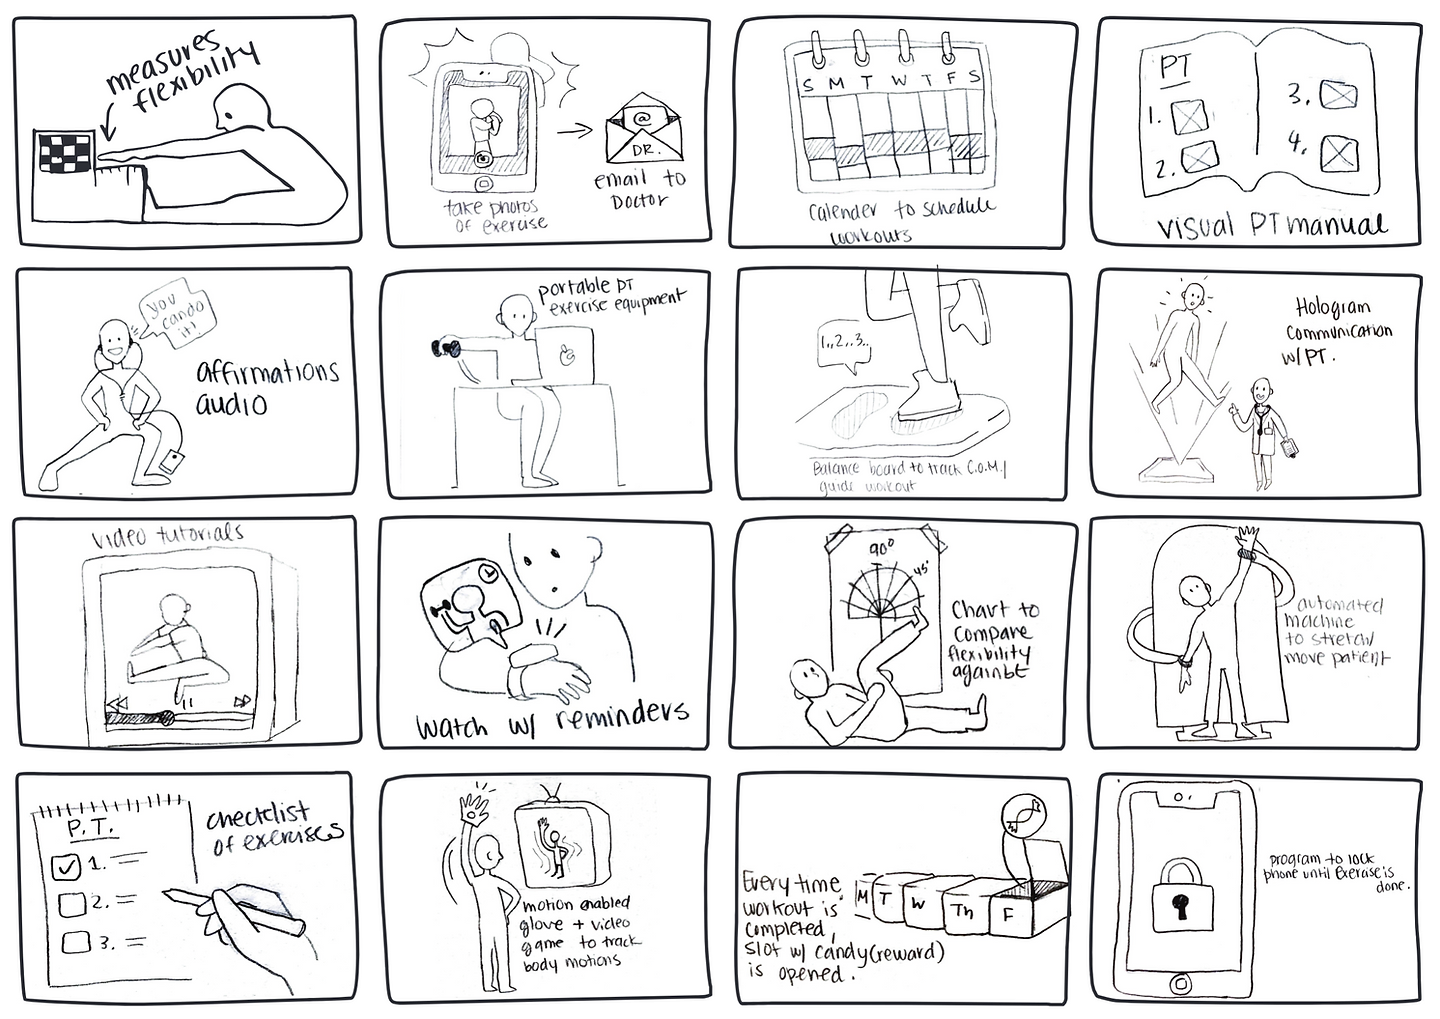 measures
flexibility
take photos
of exercise
@
DR.
email to
Doctor
S M T W T F S
Calender to schedule
workouts
PT
1.
2.
3.
4.
visual PT manual
you
can do
it!
affirmations
audio
portable PT
exercise equipment
1,,2,.3..
Balance board to track C.O.M./
guide workout
Hologram
communication
w/PT.
video tutorials
watch w/ reminders
90°
45°
Chart to
compare
flexibility
againbt
automated
machine
to stretch/
move patient
P.T.
1.
2.
3.
checklist
of exercises
motion enabled
glove + video
game to track
body motions
Every time
workout is
completed,
slot w/ candy(reward)
is opened.
M T W Th F
program to lock
phone until exercise is
done.